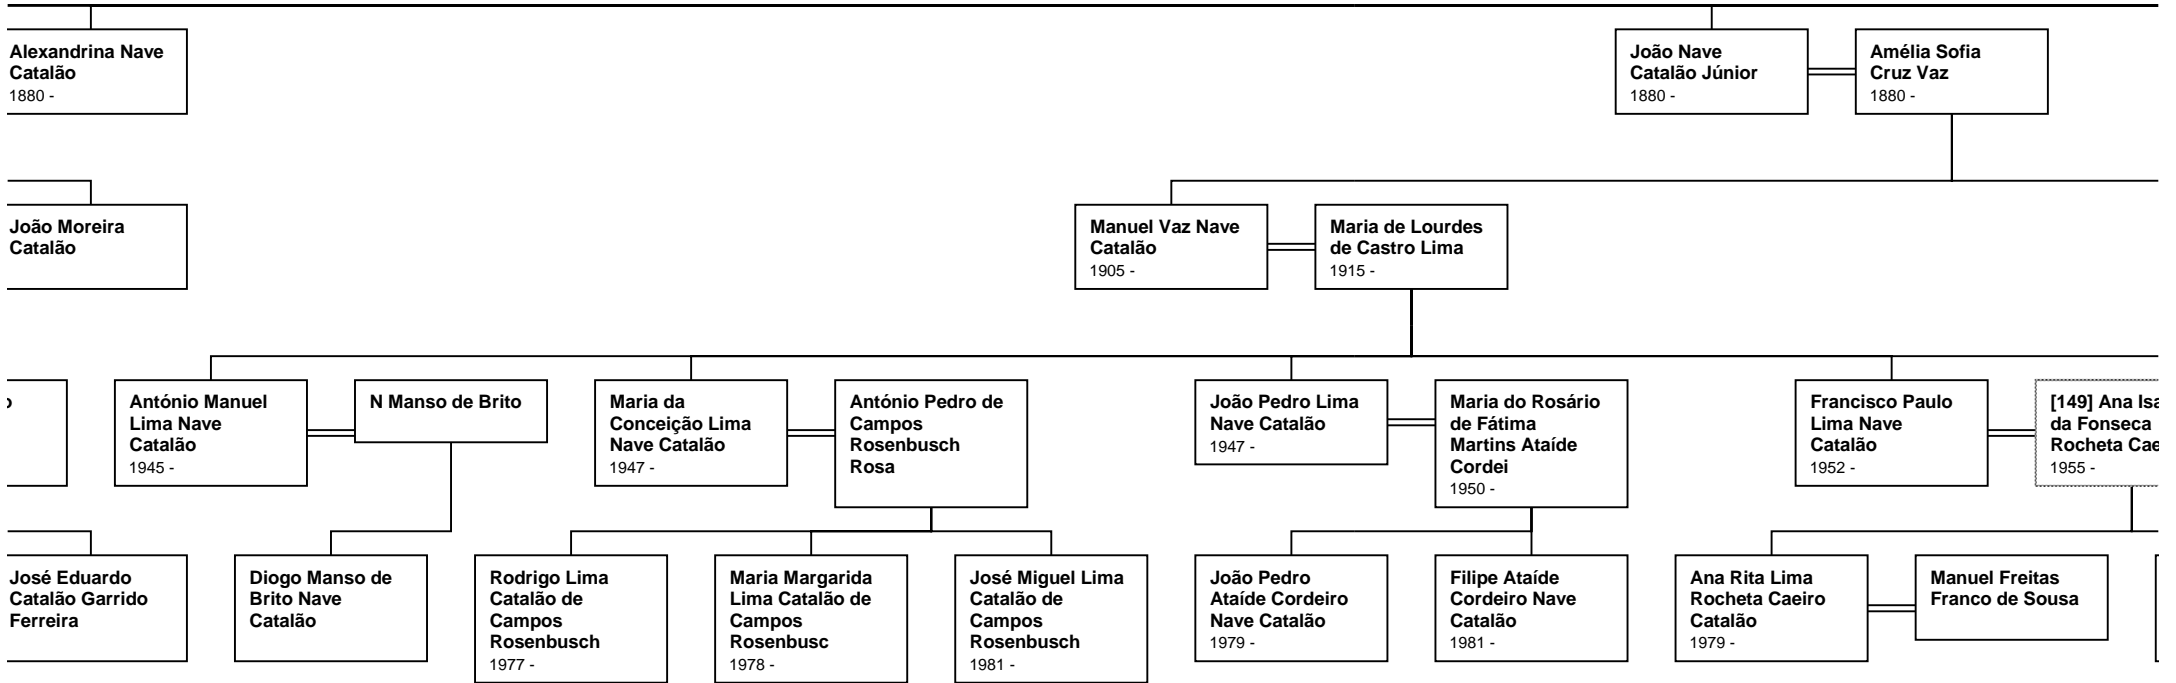 Alexandrina Nave
Catalão
1880 -
João Nave
Catalão Júnior
1880 -
Amélia Sofia
Cruz Vaz
1880 -
João Moreira
Catalão
Manuel Vaz Nave
Catalão
1905 -
Maria de Lourdes
de Castro Lima
1915 -
António Manuel
Lima Nave
Catalão
1945 -
N Manso de Brito
Maria da
Conceição Lima
Nave Catalão
1947 -
António Pedro de
Campos
Rosenbusch
Rosa
João Pedro Lima
Nave Catalão
1947 -
Maria do Rosário
de Fátima
Martins Ataíde
Cordei
1950 -
Francisco Paulo
Lima Nave
Catalão
1952 -
[149] Ana Isa
da Fonseca
Rocheta Cae
1955 -
José Eduardo
Catalão Garrido
Ferreira
Diogo Manso de
Brito Nave
Catalão
Rodrigo Lima
Catalão de
Campos
Rosenbusch
1977 -
Maria Margarida
Lima Catalão de
Campos
Rosenbusc
1978 -
José Miguel Lima
Catalão de
Campos
Rosenbusch
1981 -
João Pedro
Ataíde Cordeiro
Nave Catalão
1979 -
Filipe Ataíde
Cordeiro Nave
Catalão
1981 -
Ana Rita Lima
Rocheta Caeiro
Catalão
1979 -
Manuel Freitas
Franco de Sousa